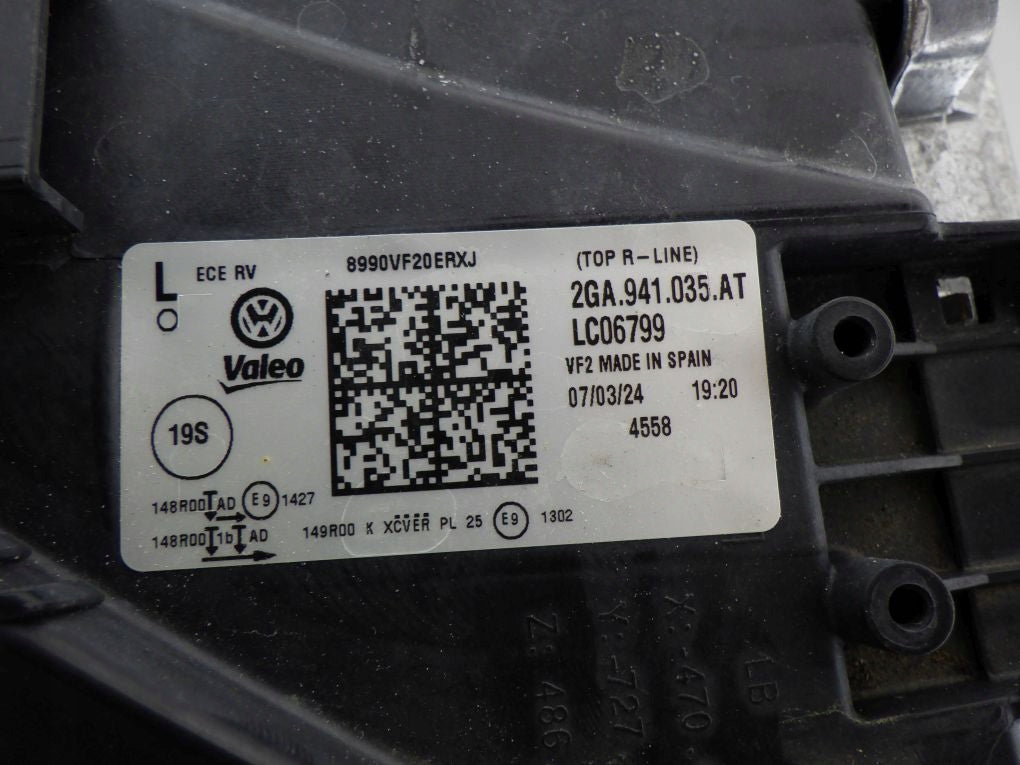 L
ECE RV
8990VF20ERXJ
(TOP R-LINE)
2GA.941.035.AT
LC06799
VF2 MADE IN SPAIN
07/03/24 19:20
4558
Valeo
19S
148R00 AD E9 1427
148R00 1b AD
149R00 K XCVER PL 25 E9 1302
LB
X:-470.
Y:-727
Z: 486